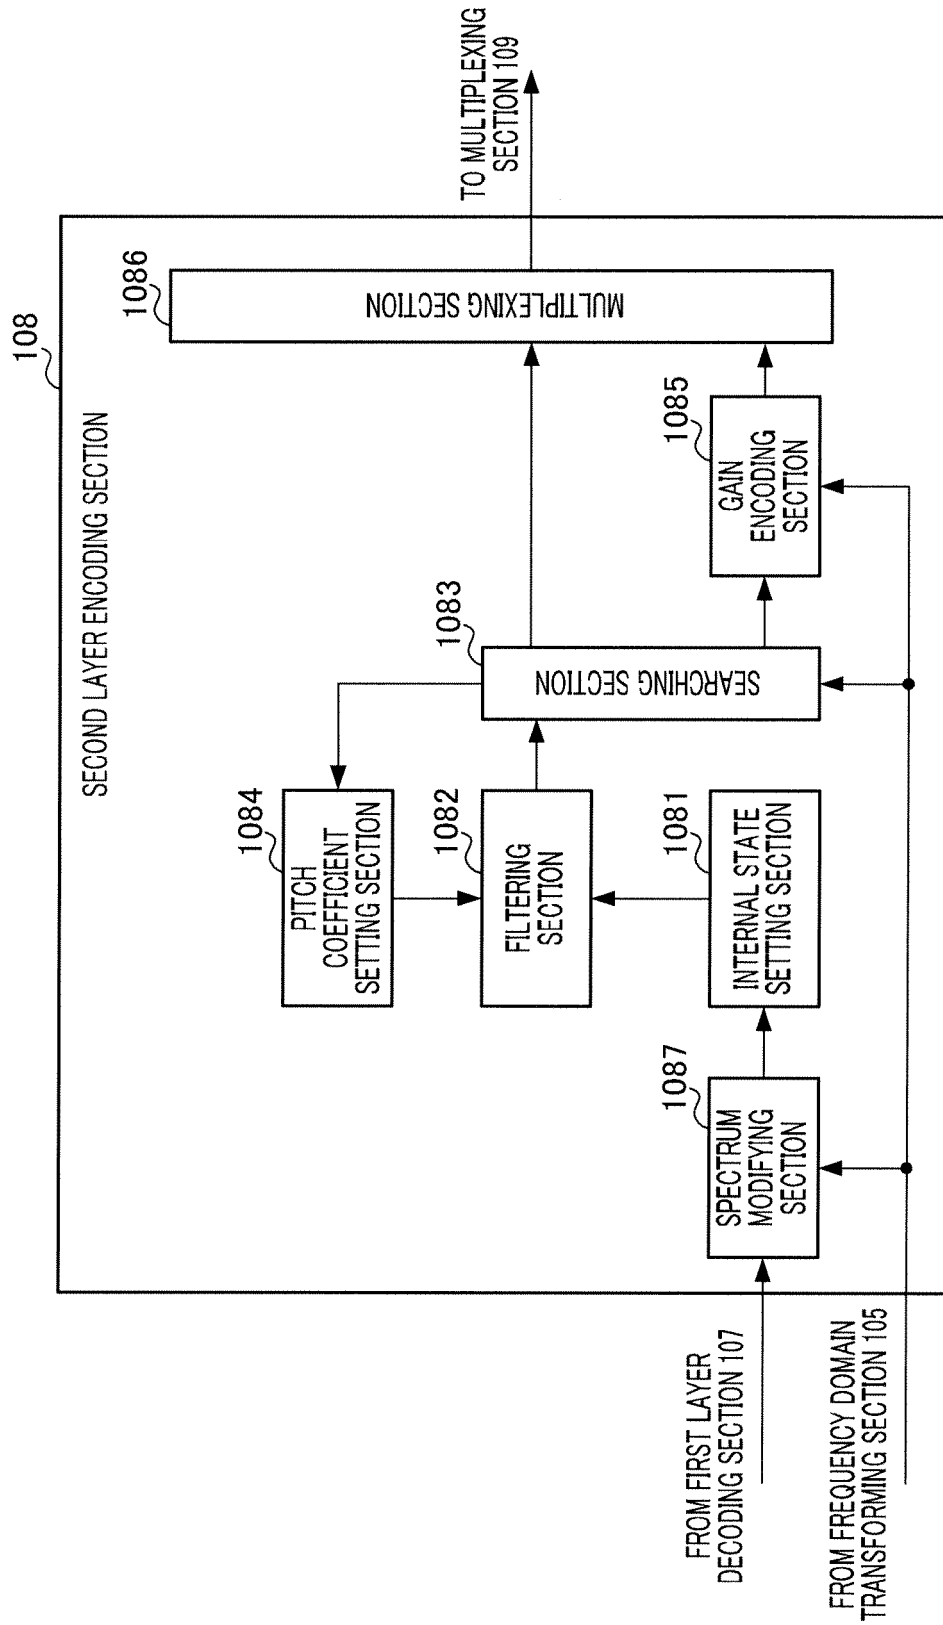 108
SECOND LAYER ENCODING SECTION
1084
PITCH
COEFFICIENT
SETTING SECTION
1082
FILTERING
SECTION
1081
INTERNAL STATE
SETTING SECTION
1087
SPECTRUM
MODIFYING
SECTION
1083
SEARCHING SECTION
1085
GAIN
ENCODING
SECTION
1086
MULTIPLEXING SECTION
TO MULTIPLEXING
SECTION 109
FROM FIRST LAYER
DECODING SECTION 107
FROM FREQUENCY DOMAIN
TRANSFORMING SECTION 105